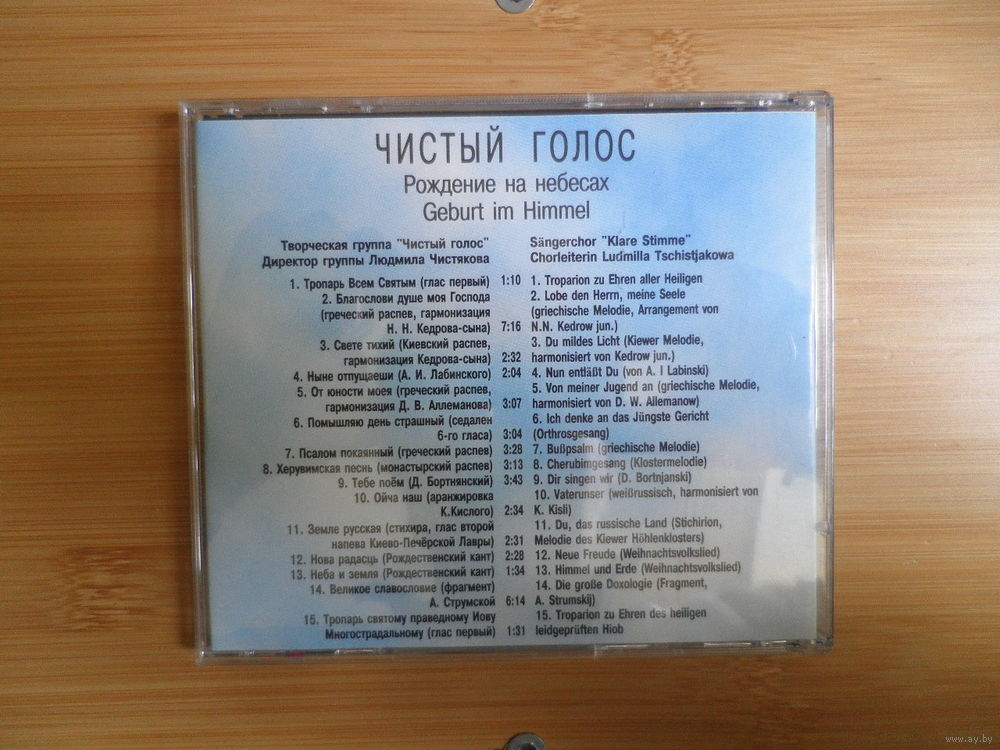 ЧИСТЫЙ ГОЛОС
Рождение на небесах
Geburt im Himmel
Творческая группа "Чистый голос"
Директор группы Людмила Чистякова
1. Тропарь Всем Святым (глас первый) 1:10
2. Благослови душе моя Господа
(греческий распев, гармонизация
Н. Н. Кедрова-сына) 7:16
3. Свете тихий (Киевский распев,
гармонизация Кедрова-сына) 2:32
4. Ныне отпущаеши (А. И. Лабинского) 2:04
5. От юности моея (греческий распев,
гармонизация Д. В. Аллеманова) 3:07
6. Помышляю день страшный (седален
6-го гласа) 3:04
7. Псалом покаянный (греческий распев) 3:28
8. Херувимская песнь (монастырский распев) 3:13
9. Тебе поём (Д. Бортнянский) 3:43
10. Ойча наш (аранжировка
К.Кислого) 2:34
11. Земле русская (стихира, глас второй
напева Киево-Печёрской Лавры) 2:31
12. Нова радасць (Рождественский кант) 2:28
13. Неба и земля (Рождественский кант) 1:34
14. Великое славословие (фрагмент)
А. Струмской 6:14
15. Тропарь святому праведному Иову
Многострадальному (глас первый) 1:31
Sängerchor "Klare Stimme"
Chorleiterin Ludmilla Tschistjakowa
1. Troparion zu Ehren aller Heiligen
2. Lobe den Herrn, meine Seele
(griechische Melodie, Arrangement von
N.N. Kedrow jun.)
3. Du mildes Licht (Kiewer Melodie,
harmonisiert von Kedrow jun.)
4. Nun entläßt Du (von A. I Labinski)
5. Von meiner Jugend an (griechische Melodie,
harmonisiert von D. W. Allemanow)
6. Ich denke an das Jüngste Gericht
(Orthrosgesang)
7. Bußpsalm (griechische Melodie)
8. Cherubimgesang (Klostermelodie)
9. Dir singen wir (D. Bortnjanski)
10. Vaterunser (weißrussisch, harmonisiert von
K. Kisli)
11. Du, das russische Land (Stichirion,
Melodie des Kiewer Höhlenklosters)
12. Neue Freude (Weihnachtsvolkslied)
13. Himmel und Erde (Weihnachtsvolkslied)
14. Die große Doxologie (Fragment,
A. Strumskij)
15. Troparion zu Ehren des heiligen
leidgeprüften Hiob
www.ay.by